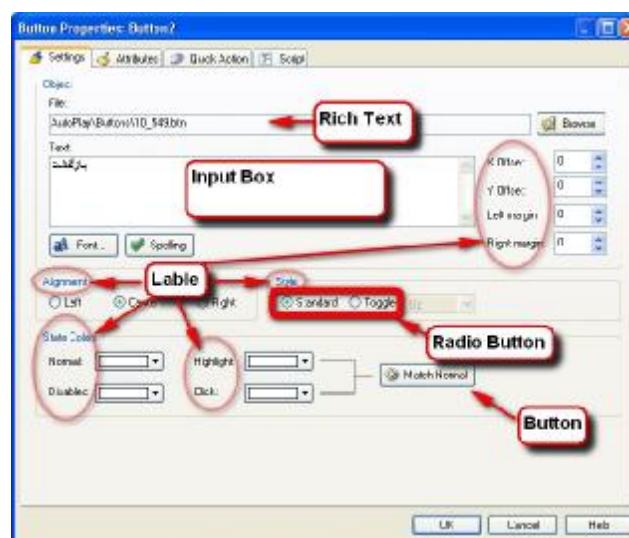 Button Properties: Button2
Settings Attributes Quick Action Script
Object
File:
AutoPlay\Buttons\10_549.btn
Rich Text
Browse
Text:
بازگشت
Input Box
X Offset: 0
Y Offset: 0
Left margin: 0
Right margin: 0
Font... Spelling
Alignment Lable Style
Left Right Standard Toggle Up
Radio Button
State Colors
Normal: Highlight:
Match Normal
Disabled: Click:
Button
OK Cancel Help